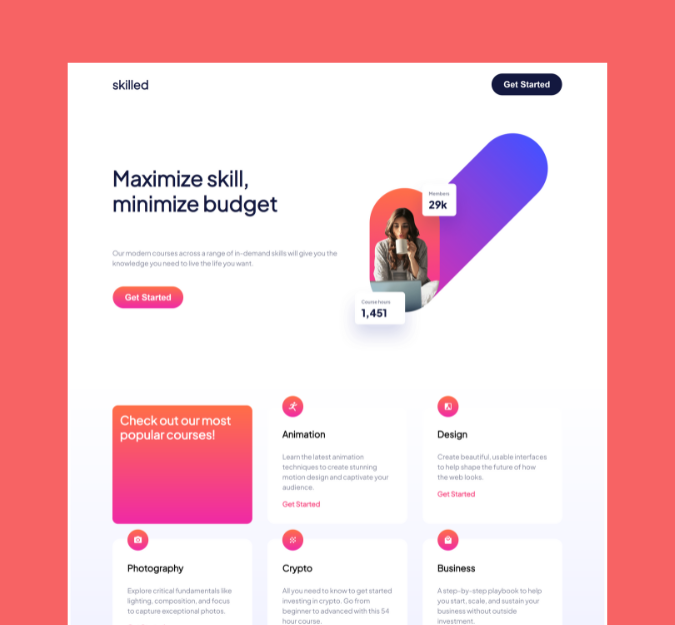 skilled
Get Started
Maximize skill,
minimize budget
Members
29k
Our modern courses across a range of in-demand skills will give you the
knowledge you need to live the life you want.
Get Started
Course hours
1,451
Check out our most
popular courses!
Animation
Learn the latest animation
techniques to create stunning
motion design and captivate your
audience.
Get Started
Design
Create beautiful, usable interfaces
to help shape the future of how
the web looks.
Get Started
Photography
Explore critical fundamentals like
lighting, composition, and focus
to capture exceptional photos.
Crypto
All you need to know to get started
investing in crypto. Go from
beginner to advanced with this 54
hour course.
Business
A step-by-step playbook to help
you start, scale, and sustain your
business without outside
investment.